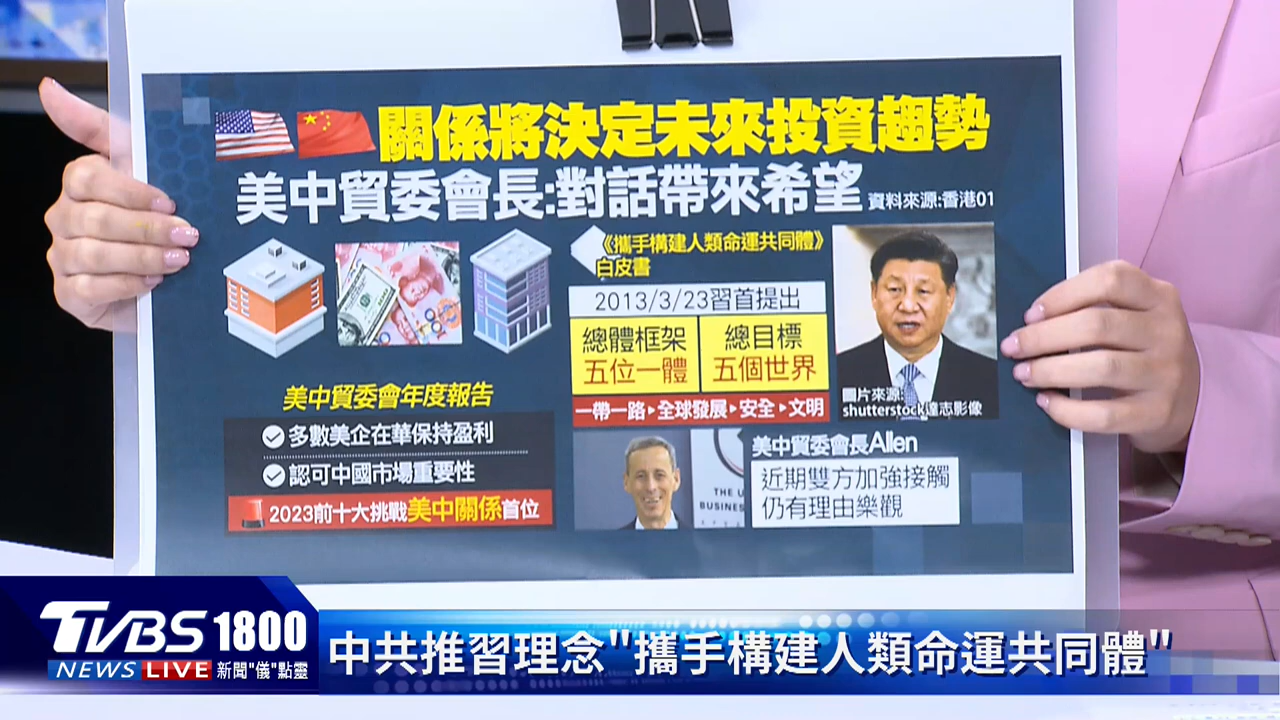 關係將決定未來投資趨勢
美中貿委會長:對話帶來希望 資料來源:香港01
《攜手構建人類命運共同體》
白皮書
2013/3/23習首提出
總體框架
五位一體
總目標
五個世界
一帶一路▸全球發展▸安全▸文明
圖片來源:
shutterstock達志影像
美中貿委會年度報告
多數美企在華保持盈利
認可中國市場重要性
2023前十大挑戰美中關係首位
THE U
BUSINESS
美中貿委會長Allen
近期雙方加強接觸
仍有理由樂觀
TVBS 1800
NEWS LIVE 新聞"儀"點靈
中共推習理念"攜手構建人類命運共同體"